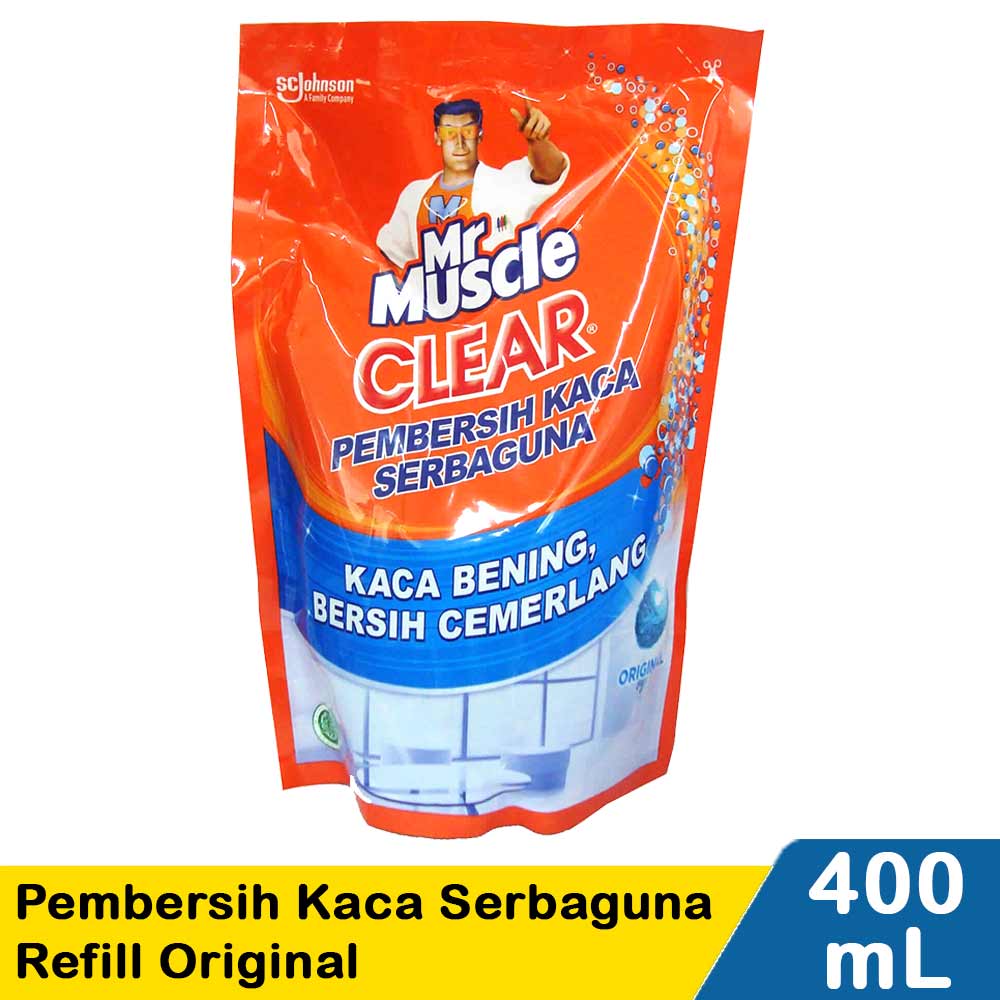 SC Johnson
A Family Company
M
Mr
Muscle®
CLEAR®
PEMBERSIH KACA
SERBAGUNA™
KACA BENING,
BERSIH CEMERLANG
ORIGINAL
Pembersih Kaca Serbaguna
Refill Original
400
mL